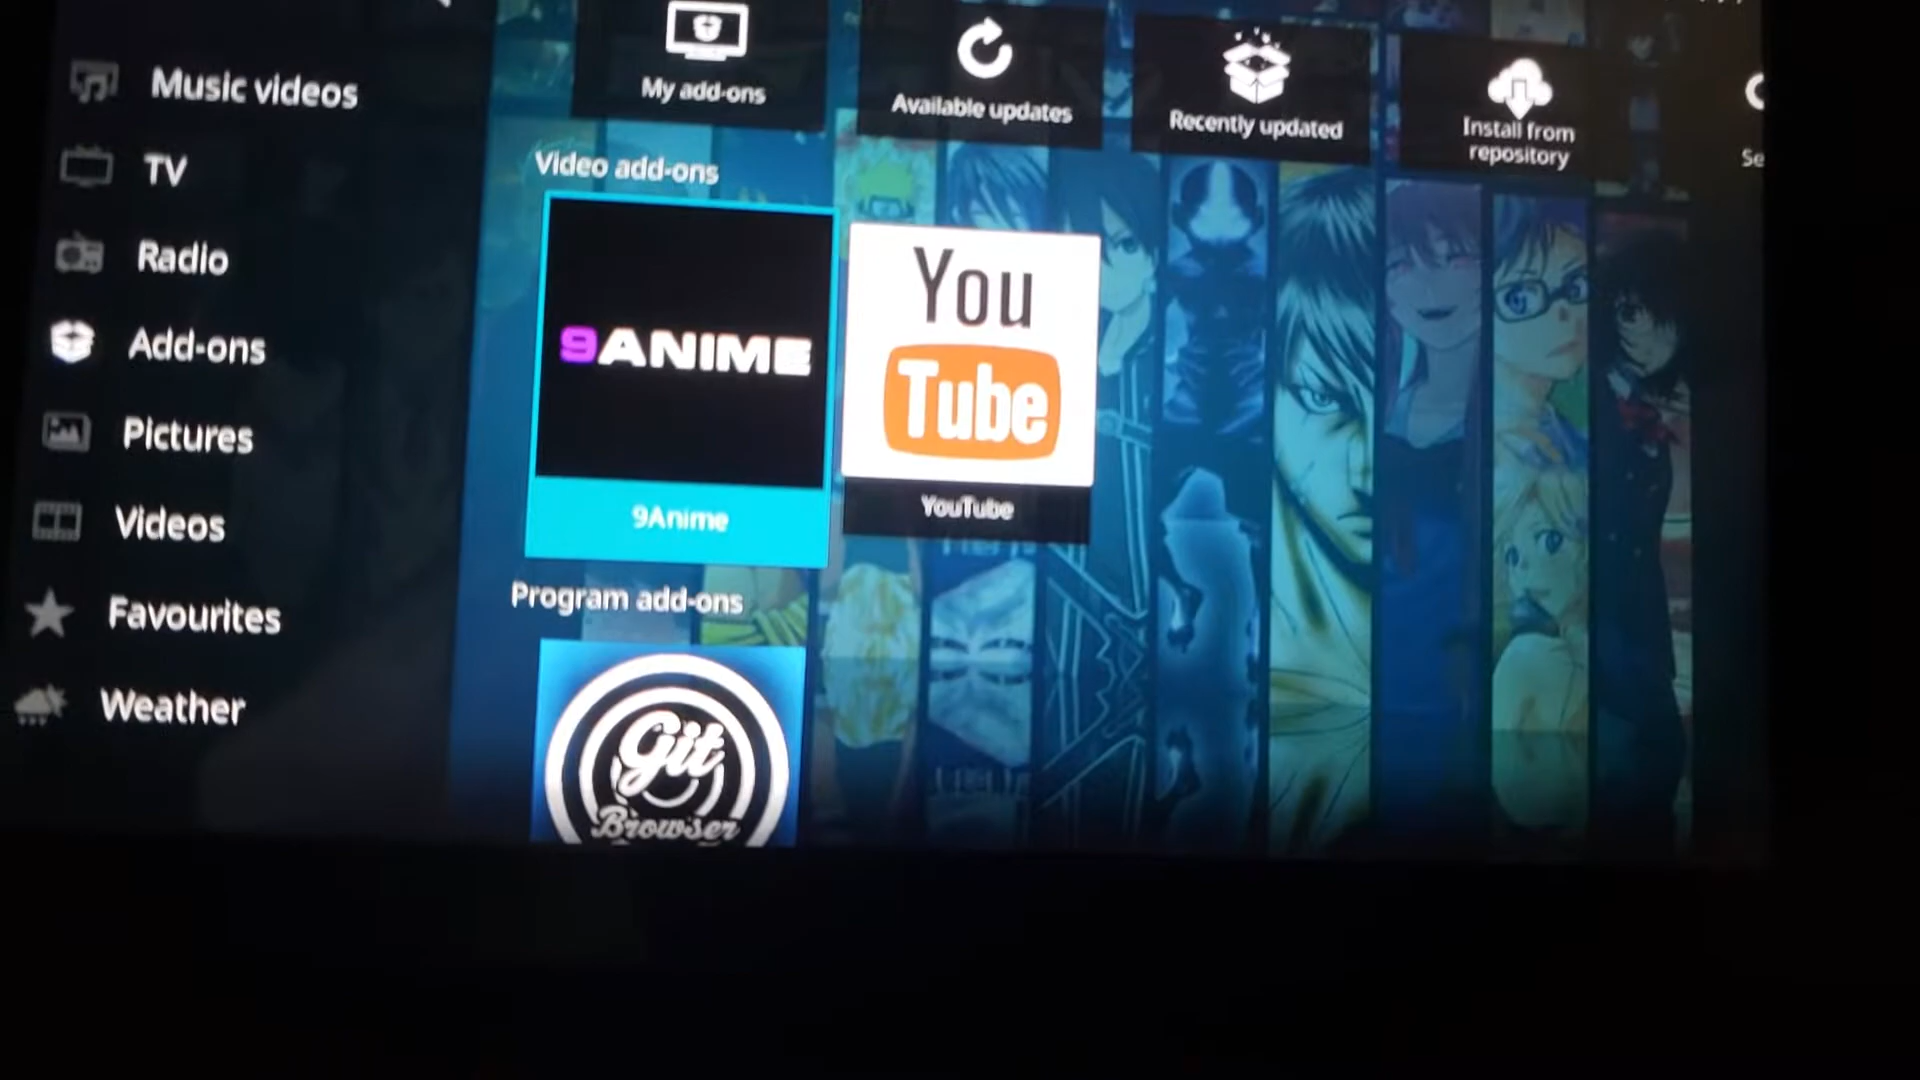 Music videos
TV
Radio
Add-ons
Pictures
Videos
Favourites
Weather
My add-ons
Available updates
Recently updated
Install from
repository
Se
Video add-ons
9ANIME
9Anime
You
Tube
YouTube
Program add-ons
Git
Browser